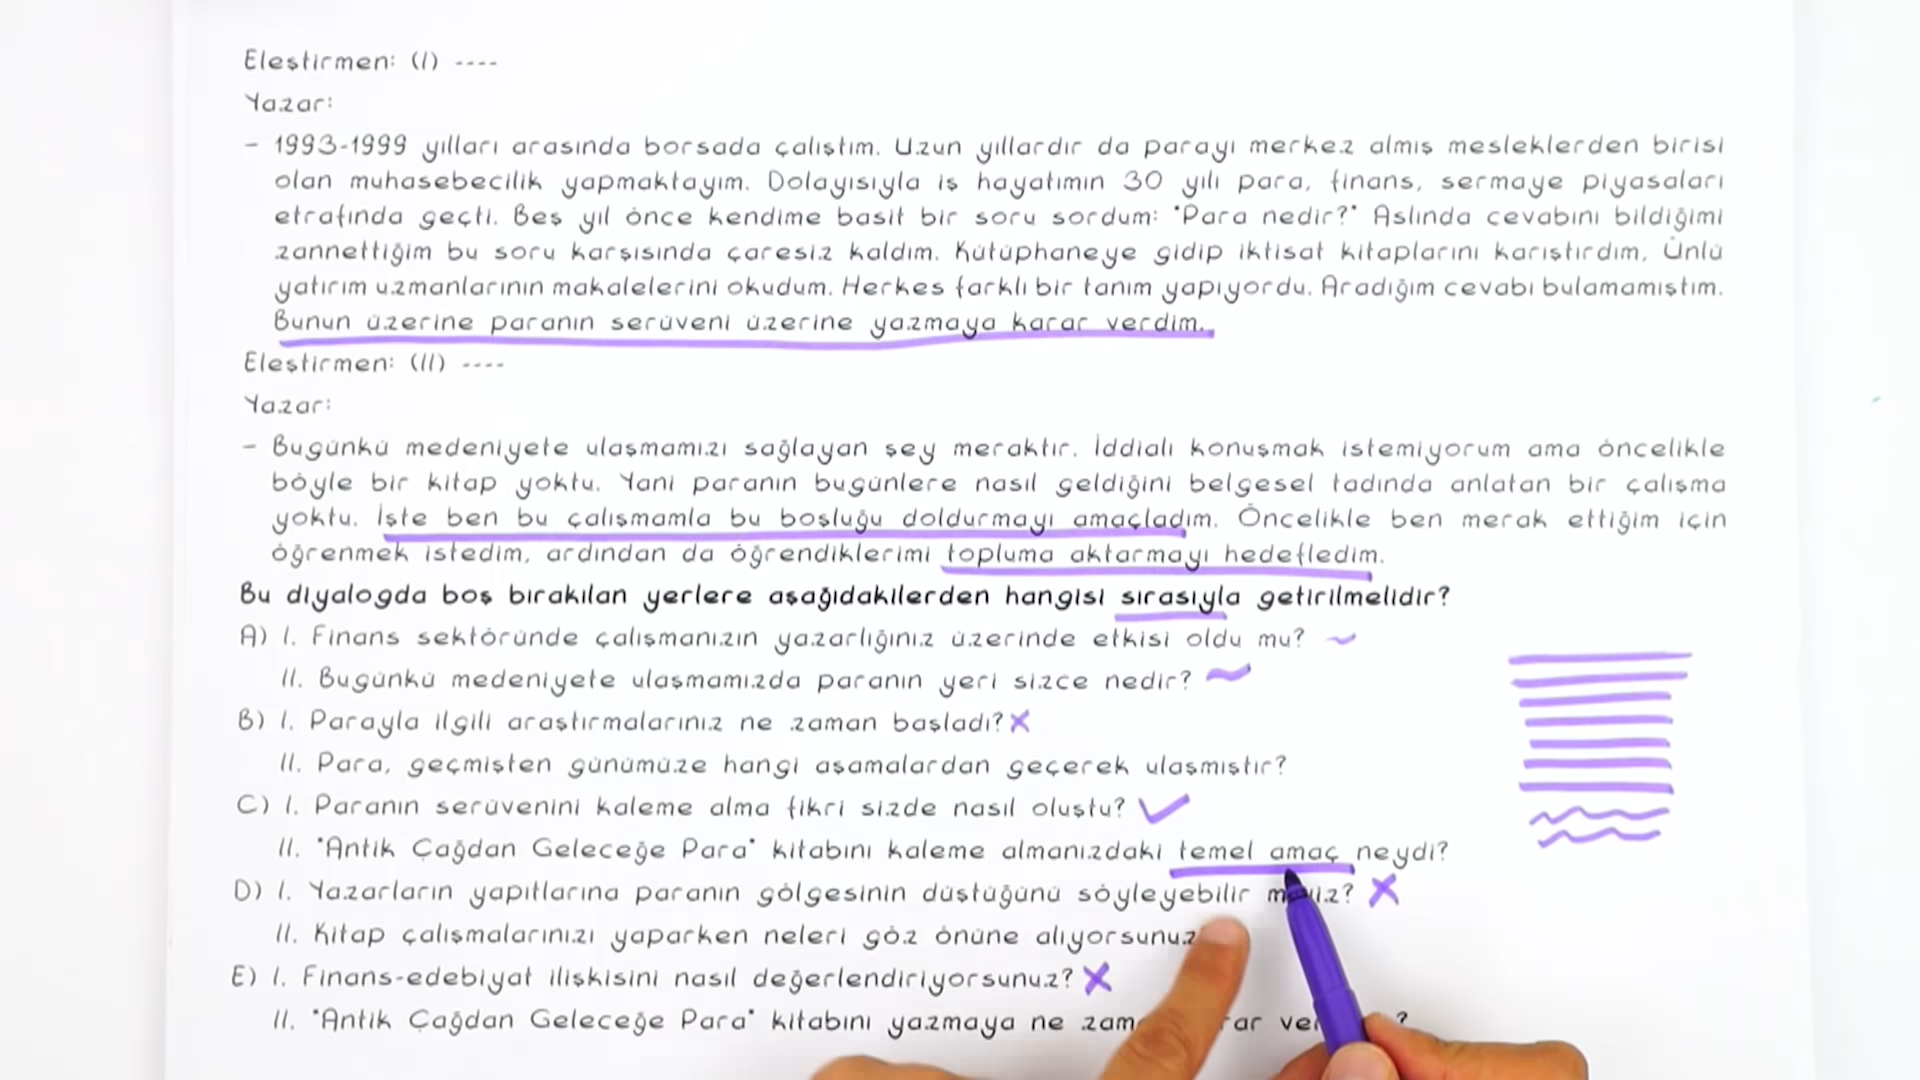 Eleştirmen: (I) ----
Yazar:
- 1993-1999 yılları arasında borsada çalıştım. Uzun yıllardır da parayı merkez almış mesleklerden birisi
olan muhasebecilik yapmaktayım. Dolayısıyla iş hayatımın 30 yılı para, finans, sermaye piyasaları
etrafında geçti. Beş yıl önce kendime basit bir soru sordum: "Para nedir?" Aslında cevabını bildiğimi
zannettiğim bu soru karşısında çaresiz kaldım. Kütüphaneye gidip iktisat kitaplarını karıştırdım. Ünlü
yatırım uzmanlarının makalelerini okudum. Herkes farklı bir tanım yapıyordu. Aradığım cevabı bulamamıştım.
Bunun üzerine paranın serüveni üzerine yazmaya karar verdim.
Eleştirmen: (II) ----
Yazar:
- Bugünkü medeniyete ulaşmamızı sağlayan şey meraktır. İddialı konuşmak istemiyorum ama öncelikle
böyle bir kitap yoktu. Yani paranın bugünlere nasıl geldiğini belgesel tadında anlatan bir çalışma
yoktu. İşte ben bu çalışmamla bu boşluğu doldurmayı amaçladım. Öncelikle ben merak ettiğim için
öğrenmek istedim, ardından da öğrendiklerimi topluma aktarmayı hedefledim.
Bu diyalogda boş bırakılan yerlere aşağıdakilerden hangisi sırasıyla getirilmelidir?
A) I. Finans sektöründe çalışmanızın yazarlığınız üzerinde etkisi oldu mu?
II. Bugünkü medeniyete ulaşmamızda paranın yeri sizce nedir?
B) I. Parayla ilgili araştırmalarınız ne zaman başladı?
II. Para, geçmişten günümüze hangi aşamalardan geçerek ulaşmıştır?
C) I. Paranın serüvenini kaleme alma fikri sizde nasıl oluştu?
II. "Antik Çağdan Geleceğe Para" kitabını kaleme almanızdaki temel amaç neydi?
D) I. Yazarların yapıtlarına paranın gölgesinin düştüğünü söyleyebilir
II. Kitap çalışmalarınızı yaparken neleri göz önüne alıyorsunuz
E) I. Finans-edebiyat ilişkisini nasıl değerlendiriyorsunuz?
II. "Antik Çağdan Geleceğe Para" kitabını yazmaya ne